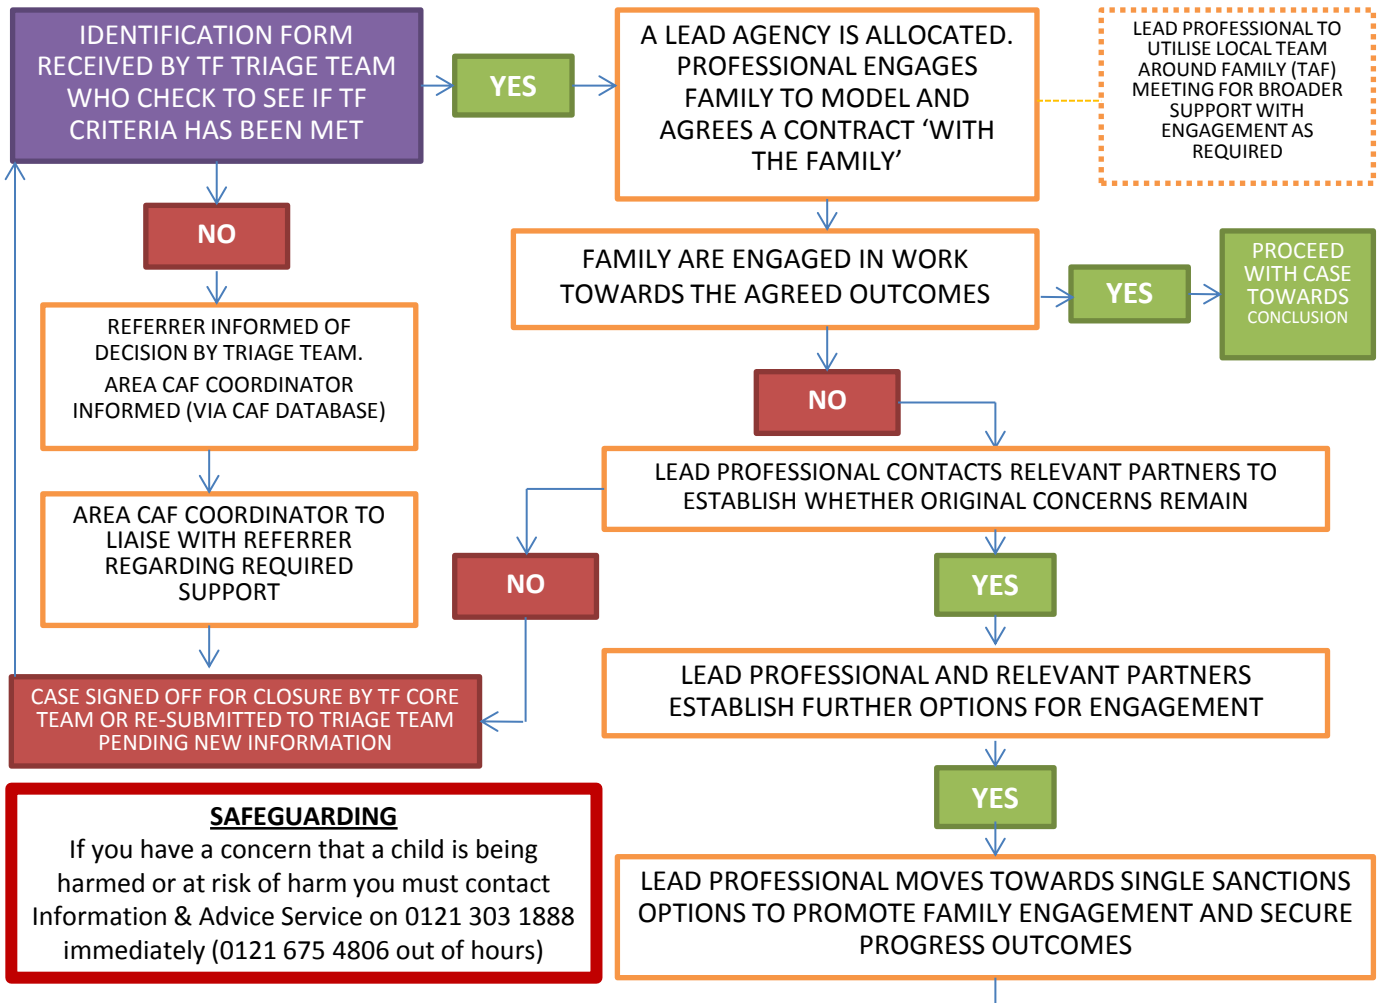 IDENTIFICATION FORM
RECEIVED BY TF TRIAGE TEAM
WHO CHECK TO SEE IF TF
CRITERIA HAS BEEN MET
YES
A LEAD AGENCY IS ALLOCATED.
PROFESSIONAL ENGAGES
FAMILY TO MODEL AND
AGREES A CONTRACT ‘WITH
THE FAMILY’
LEAD PROFESSIONAL TO
UTILISE LOCAL TEAM
AROUND FAMILY (TAF)
MEETING FOR BROADER
SUPPORT WITH
ENGAGEMENT AS
REQUIRED
NO
FAMILY ARE ENGAGED IN WORK
TOWARDS THE AGREED OUTCOMES
YES
PROCEED
WITH CASE
TOWARDS
CONCLUSION
REFERRER INFORMED OF
DECISION BY TRIAGE TEAM.
AREA CAF COORDINATOR
INFORMED (VIA CAF DATABASE)
NO
LEAD PROFESSIONAL CONTACTS RELEVANT PARTNERS TO
ESTABLISH WHETHER ORIGINAL CONCERNS REMAIN
AREA CAF COORDINATOR TO
LIAISE WITH REFERRER
REGARDING REQUIRED
SUPPORT
NO
YES
LEAD PROFESSIONAL AND RELEVANT PARTNERS
ESTABLISH FURTHER OPTIONS FOR ENGAGEMENT
CASE SIGNED OFF FOR CLOSURE BY TF CORE
TEAM OR RE-SUBMITTED TO TRIAGE TEAM
PENDING NEW INFORMATION
YES
SAFEGUARDING
If you have a concern that a child is being
harmed or at risk of harm you must contact
Information & Advice Service on 0121 303 1888
immediately (0121 675 4806 out of hours)
LEAD PROFESSIONAL MOVES TOWARDS SINGLE SANCTIONS
OPTIONS TO PROMOTE FAMILY ENGAGEMENT AND SECURE
PROGRESS OUTCOMES